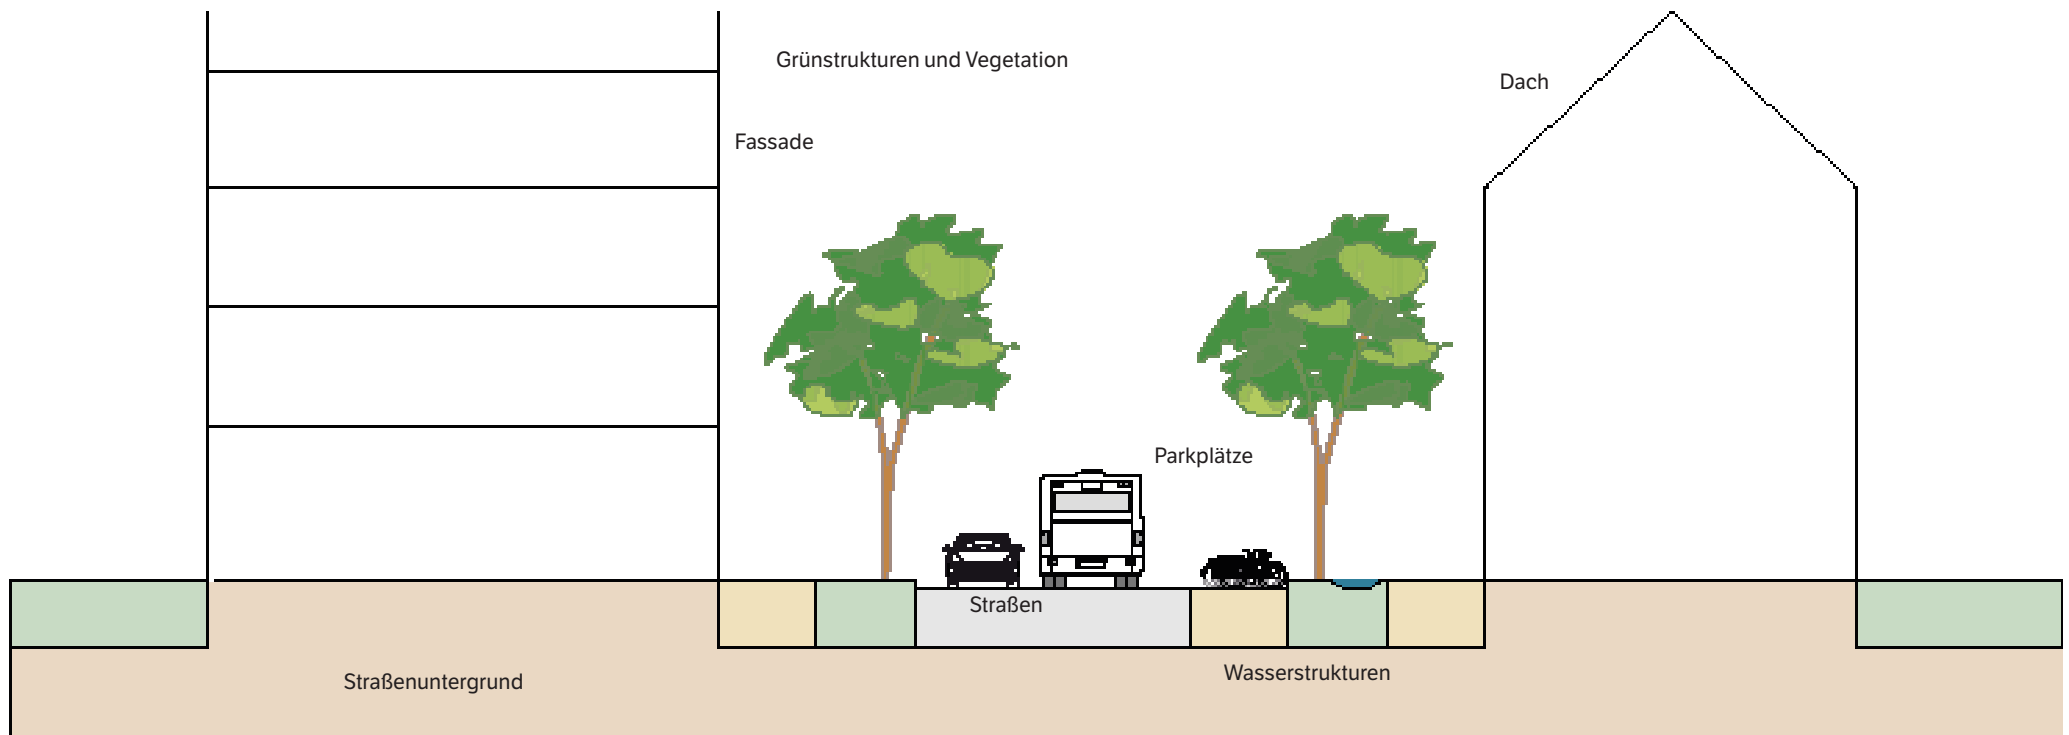 Grünstrukturen und Vegetation
Dach
Fassade
Parkplätze
Straßen
Wasserstrukturen
Straßenuntergrund